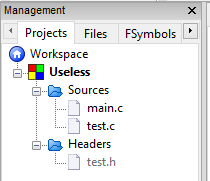 Management
Projects Files FSymbols
Workspace
Useless
Sources
main.c
test.c
Headers
test.h